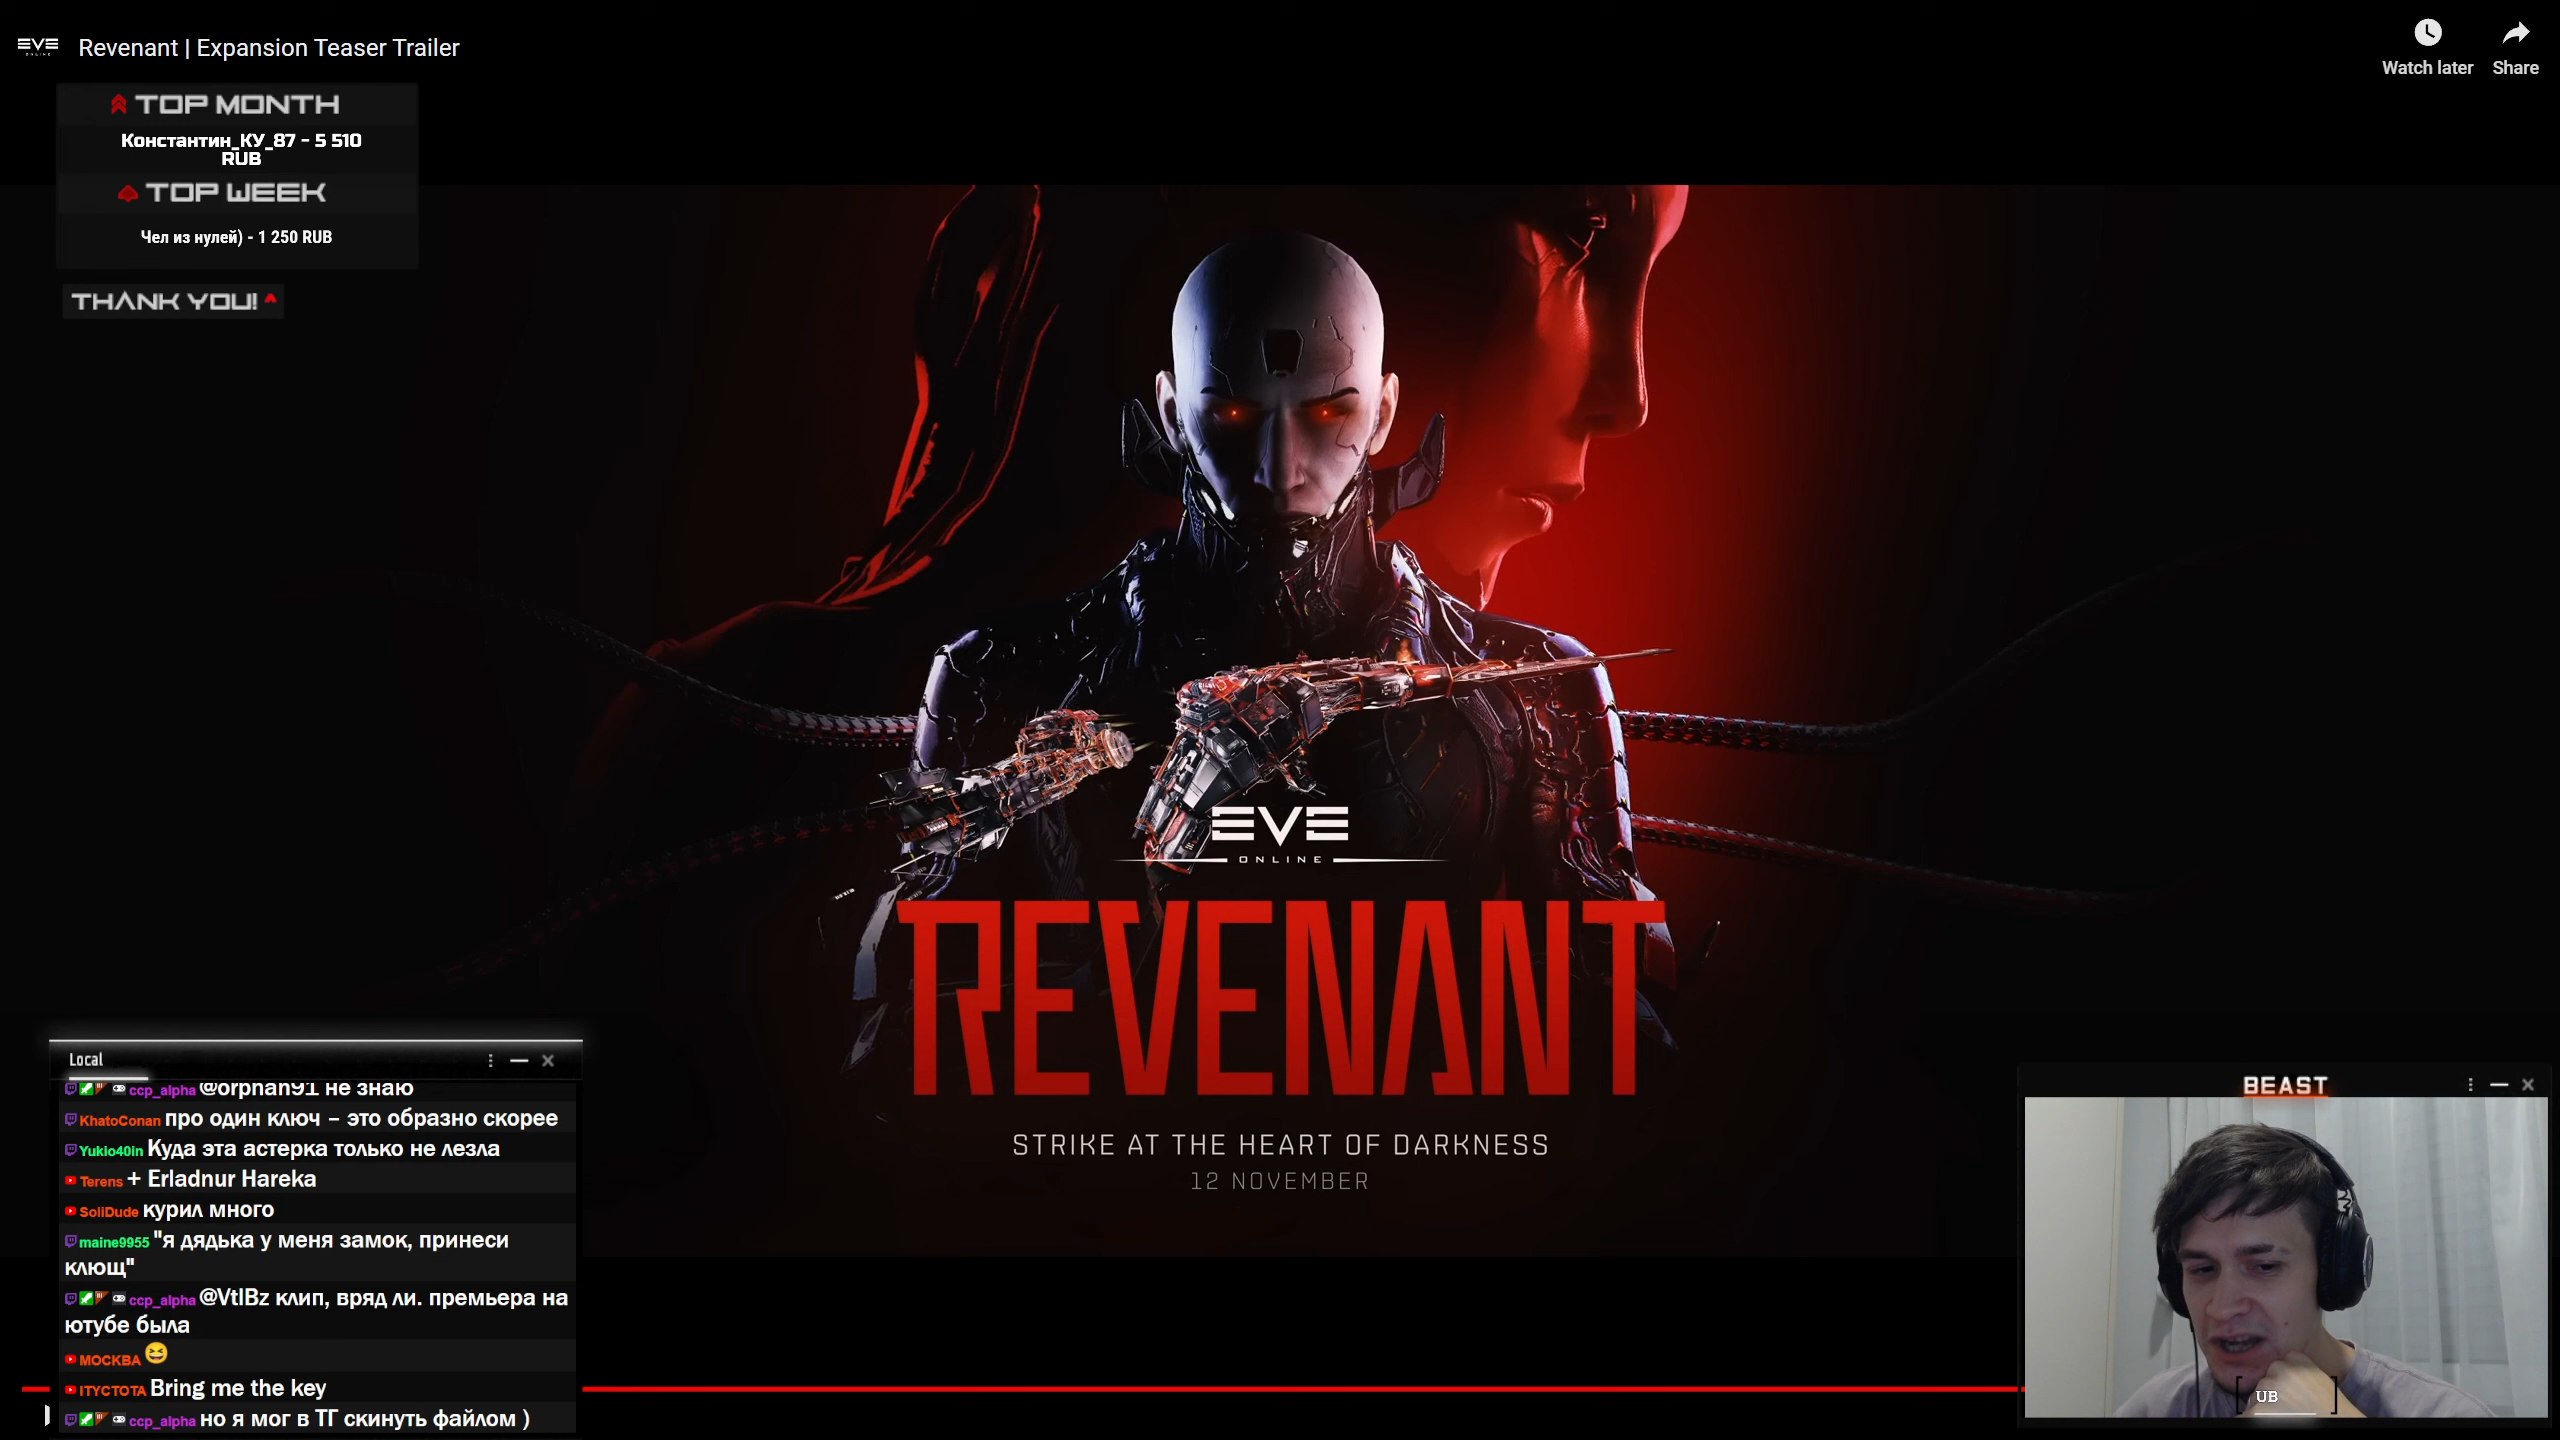 EVE
ONLINE
Revenant | Expansion Teaser Trailer
Watch later
Share
TOP MONTH
Константин_КУ_87 - 5 510
RUB
TOP WEEK
Чел из нулей) - 1 250 RUB
THANK YOU!
EVE
ONLINE
REVENANT
STRIKE AT THE HEART OF DARKNESS
12 NOVEMBER
Local
ccp_alpha @orphan91 не знаю
KhatoConan про один ключ – это образно скорее
Yukio40in Куда эта астерка только не лезла
Terens + Erladnur Hareka
SoliDude курил много
maine9955 "я дядька у меня замок, принеси
клющ"
ccp_alpha @VtlBz клип, вряд ли. премьера на
ютубе была
МОСКВА 😆
ITYCTOTA Bring me the key
ccp_alpha но я мог в ТГ скинуть файлом )
BEAST
UB